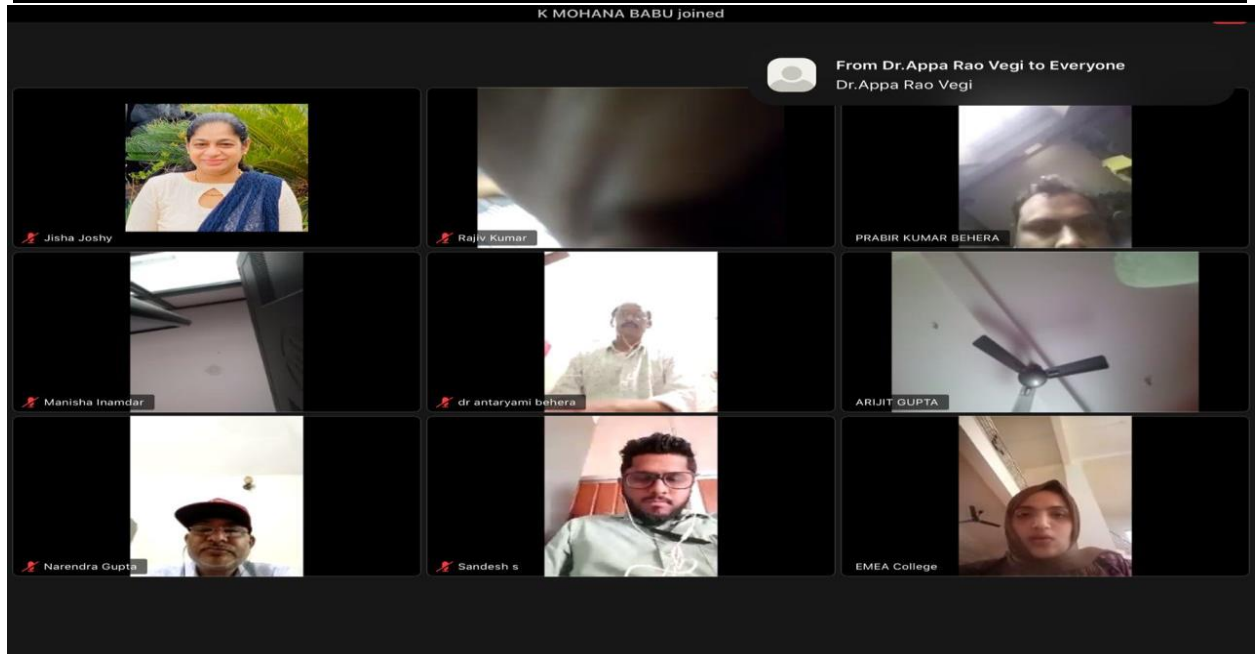 K MOHANA BABU joined
From Dr.Appa Rao Vegi to Everyone
Dr.Appa Rao Vegi
Jisha Joshy
Rajiv Kumar
PRABIR KUMAR BEHERA
Manisha Inamdar
dr antaryami behera
ARIJIT GUPTA
Narendra Gupta
Sandesh s
EMEA College